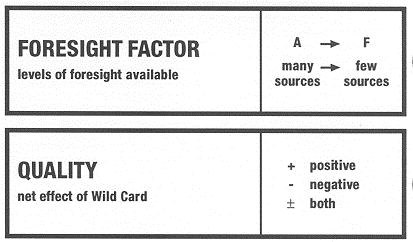 FORESIGHT FACTOR
levels of foresight available
A → F
many → few
sources sources
QUALITY
net effect of Wild Card
+ positive
- negative
± both